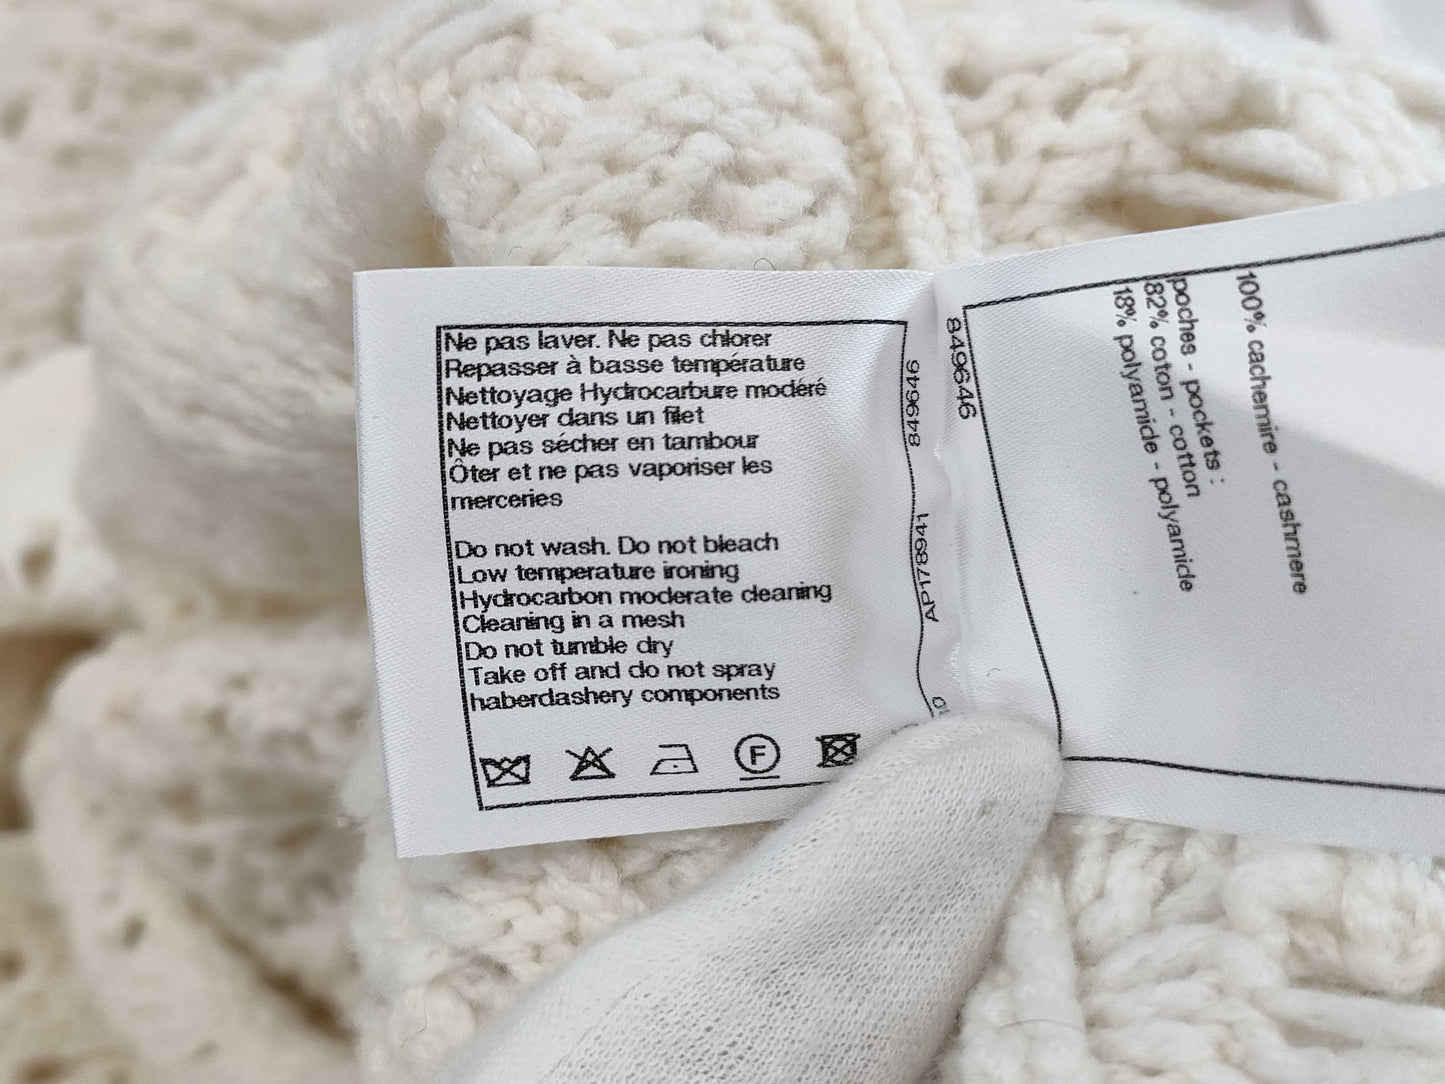 Ne pas laver. Ne pas chlorer
Repasser à basse température
Nettoyage Hydrocarbure modéré
Nettoyer dans un filet
Ne pas sécher en tambour
Ôter et ne pas vaporiser les
merceries
Do not wash. Do not bleach
Low temperature ironing
Hydrocarbon moderate cleaning
Cleaning in a mesh
Do not tumble dry
Take off and do not spray
haberdashery components
F
849646
AP178941
849646
100% cachemire - cashmere
poches - pockets :
82% coton - cotton
18% polyamide - polyamide